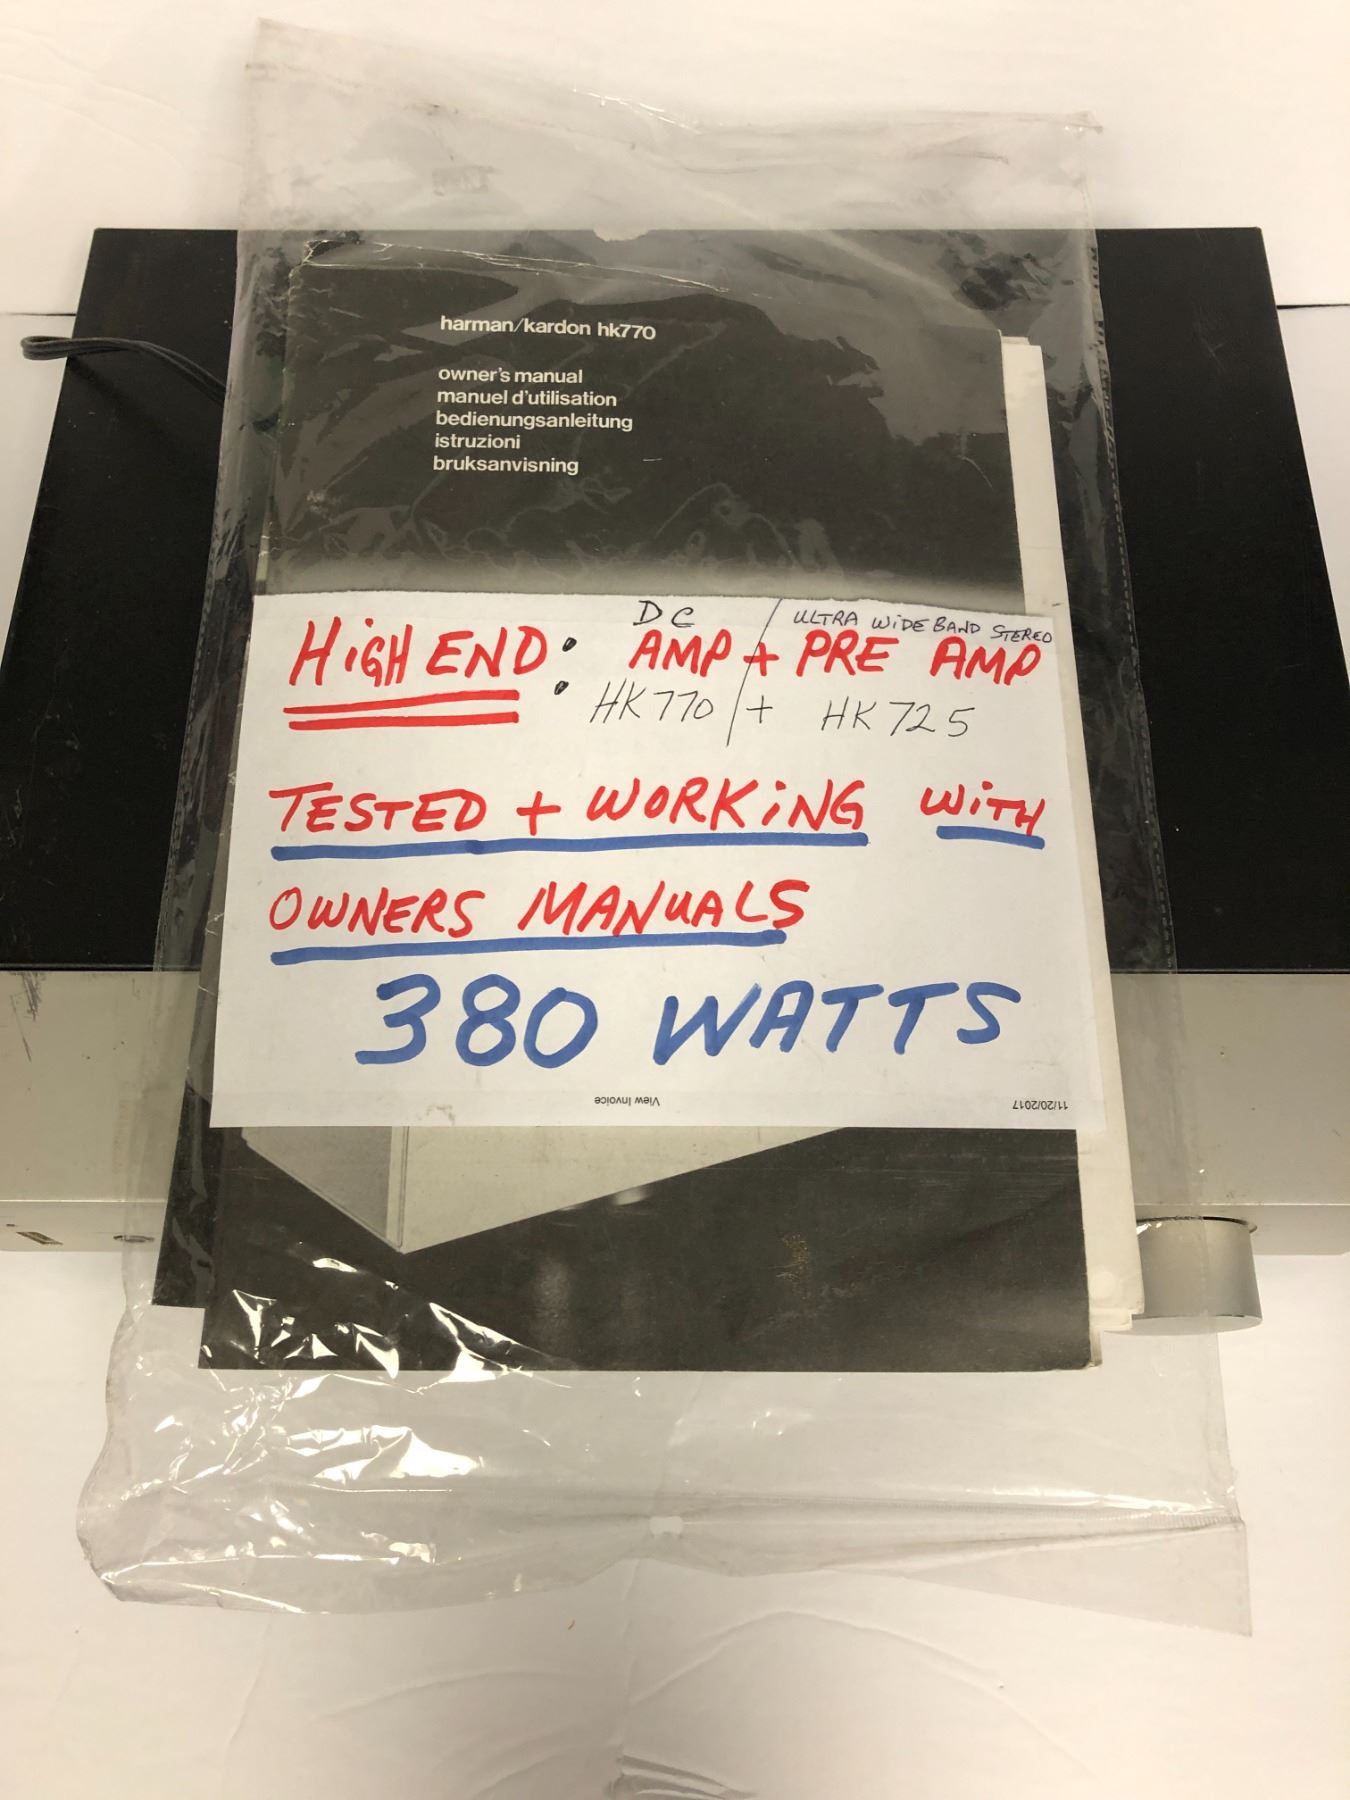 harman/kardon hk770
owner's manual
manuel d'utilisation
bedienungsanleitung
istruzioni
bruksanvisning
DC / ULTRA WIDE BAND STEREO
HiGH END: AMP + PRE AMP
HK770 / + HK725
TESTED + WORKiNG WiTH
OWNERS MANUALS
380 WATTS
View Invoice
11/20/2017